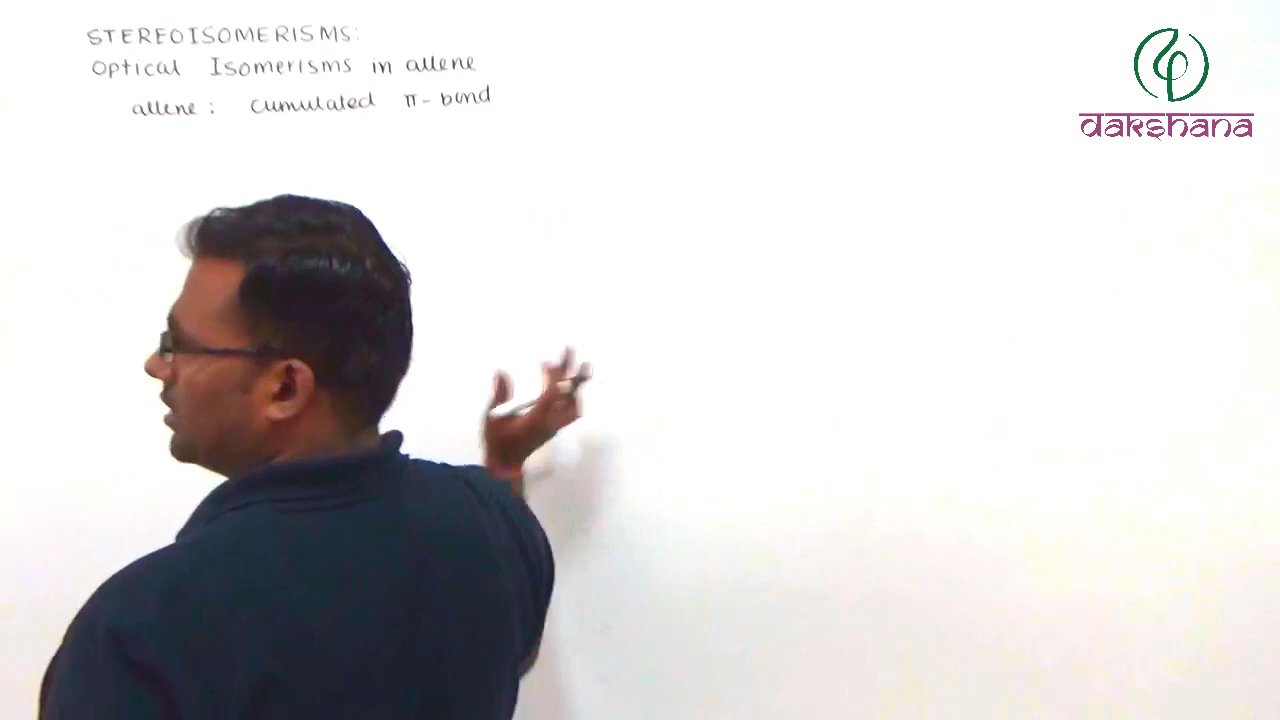 STEREOISOMERISMS:
Optical Isomerisms in allene
allene : cumulated π-bond
dakshana